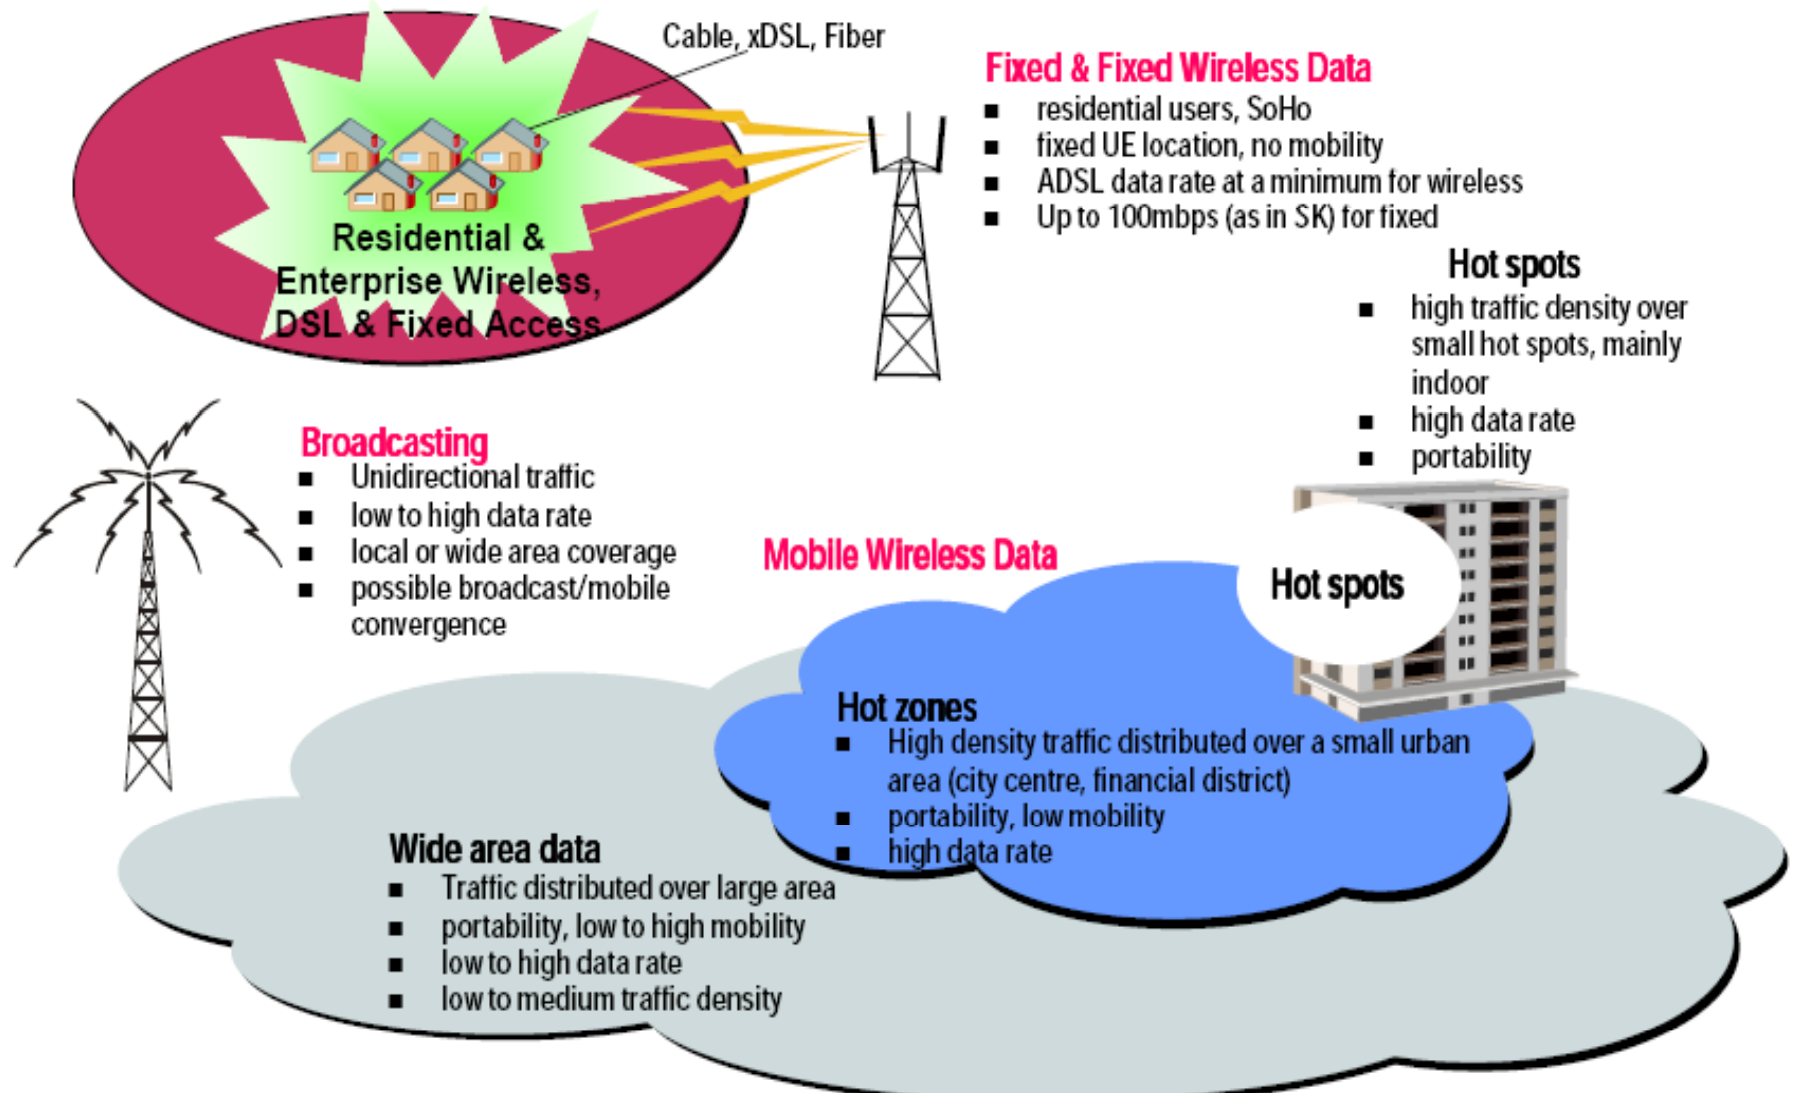 Cable, xDSL, Fiber
Fixed & Fixed Wireless Data
residential users, SoHo
fixed UE location, no mobility
ADSL data rate at a minimum for wireless
Up to 100mbps (as in SK) for fixed
Residential &
Enterprise Wireless,
DSL & Fixed Access
Hot spots
high traffic density over
small hot spots, mainly
indoor
high data rate
portability
Broadcasting
Unidirectional traffic
low to high data rate
local or wide area coverage
possible broadcast/mobile
convergence
Mobile Wireless Data
Hot spots
Hot zones
High density traffic distributed over a small urban
area (city centre, financial district)
portability, low mobility
high data rate
Wide area data
Traffic distributed over large area
portability, low to high mobility
low to high data rate
low to medium traffic density